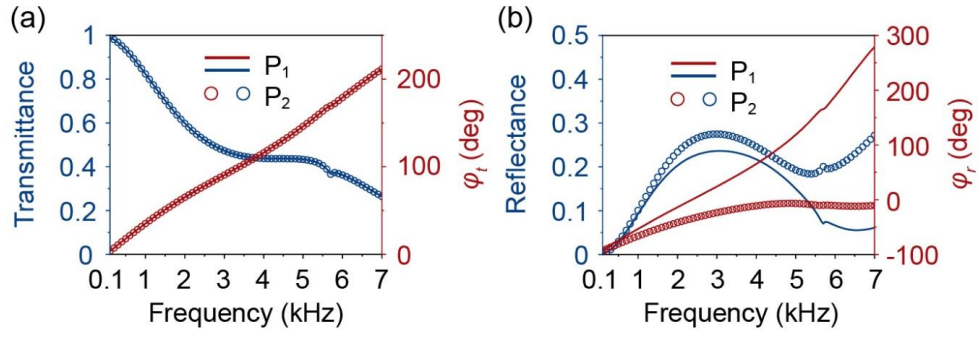 (a)
Transmittance
1
0.8
0.6
0.4
0.2
0
P1
P2
200
100
0
φt (deg)
0.1 1 2 3 4 5 6 7
Frequency (kHz)
(b)
Reflectance
0.5
0.4
0.3
0.2
0.1
0
P1
P2
300
200
100
0
-100
φr (deg)
0.1 1 2 3 4 5 6 7
Frequency (kHz)